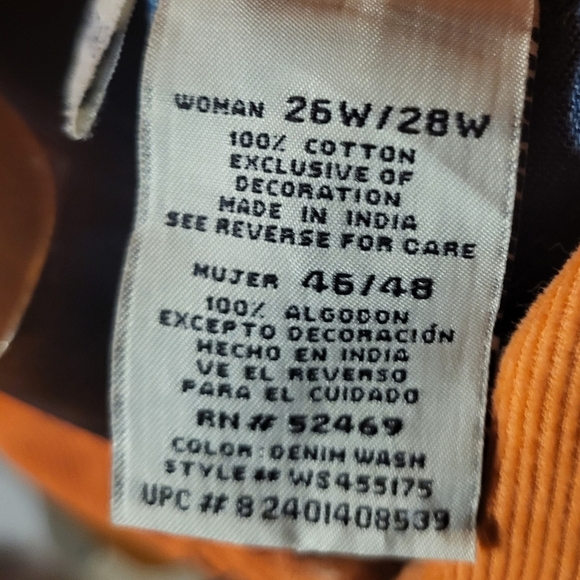 WOMAN 26W/28W
100% COTTON
EXCLUSIVE OF
DECORATION
MADE IN INDIA
SEE REVERSE FOR CARE
MUJER 46/48
100% ALGODON
EXCEPTO DECORACIÓN
HECHO EN INDIA
VE EL REVERSO
PARA EL CUIDADO
RN# 52469
COLOR:DENIM WASH
STYLE## WS455175
UPC ## 8 2401408539